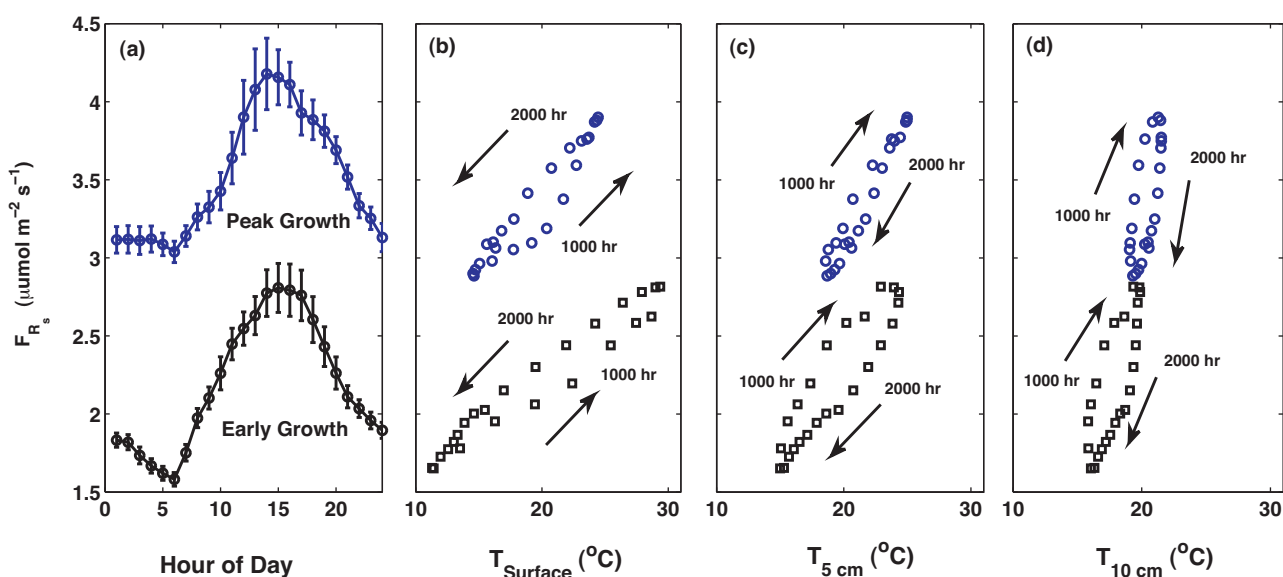 (a)
(b)
(c)
(d)
4.5
4
3.5
3
2.5
2
1.5
F_Rs (μumol m⁻² s⁻¹)
Peak Growth
Early Growth
0 5 10 15 20
Hour of Day
2000 hr
1000 hr
2000 hr
1000 hr
10 20 30
T_Surface (°C)
1000 hr
2000 hr
1000 hr
2000 hr
10 20 30
T_5 cm (°C)
2000 hr
1000 hr
1000 hr
2000 hr
10 20 30
T_10 cm (°C)